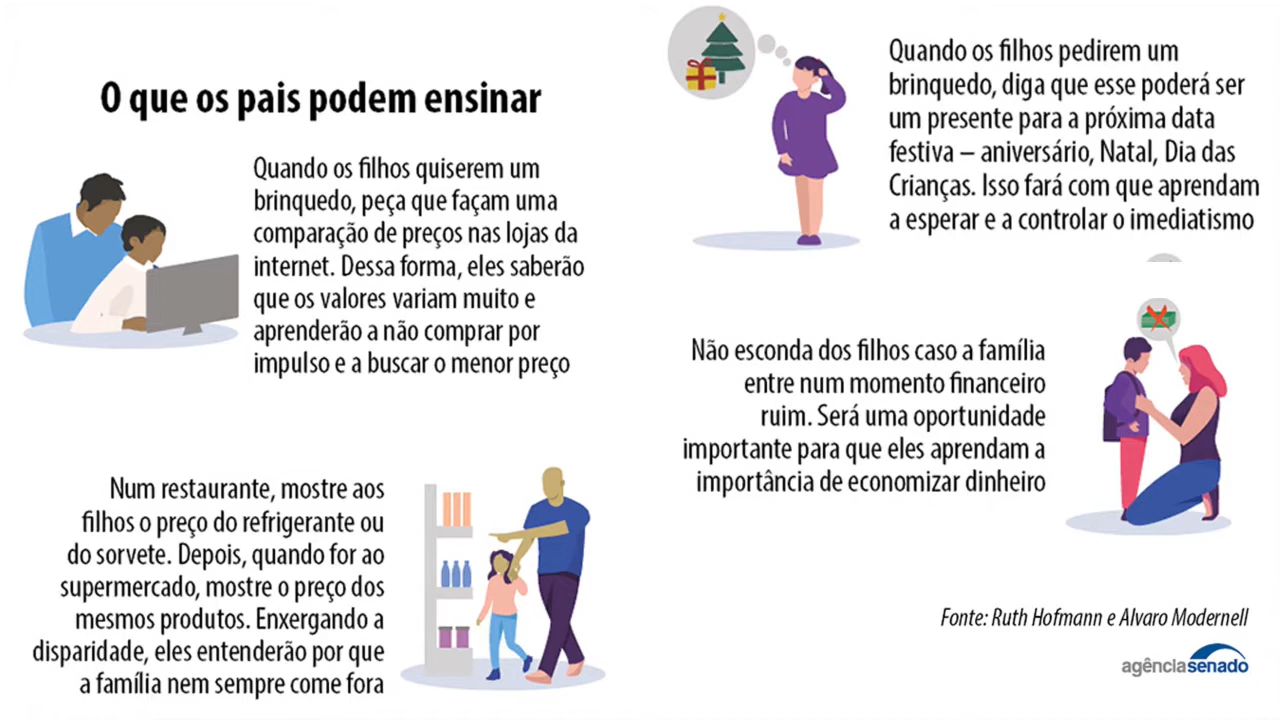 O que os pais podem ensinar
Quando os filhos quiserem um
brinquedo, peça que façam uma
comparação de preços nas lojas da
internet. Dessa forma, eles saberão
que os valores variam muito e
aprenderão a não comprar por
impulso e a buscar o menor preço
Num restaurante, mostre aos
filhos o preço do refrigerante ou
do sorvete. Depois, quando for ao
supermercado, mostre o preço dos
mesmos produtos. Enxergando a
disparidade, eles entenderão por que
a família nem sempre come fora
Quando os filhos pedirem um
brinquedo, diga que esse poderá ser
um presente para a próxima data
festiva – aniversário, Natal, Dia das
Crianças. Isso fará com que aprendam
a esperar e a controlar o imediatismo
Não esconda dos filhos caso a família
entre num momento financeiro
ruim. Será uma oportunidade
importante para que eles aprendam a
importância de economizar dinheiro
Fonte: Ruth Hofmann e Alvaro Modernell
agênciasenado